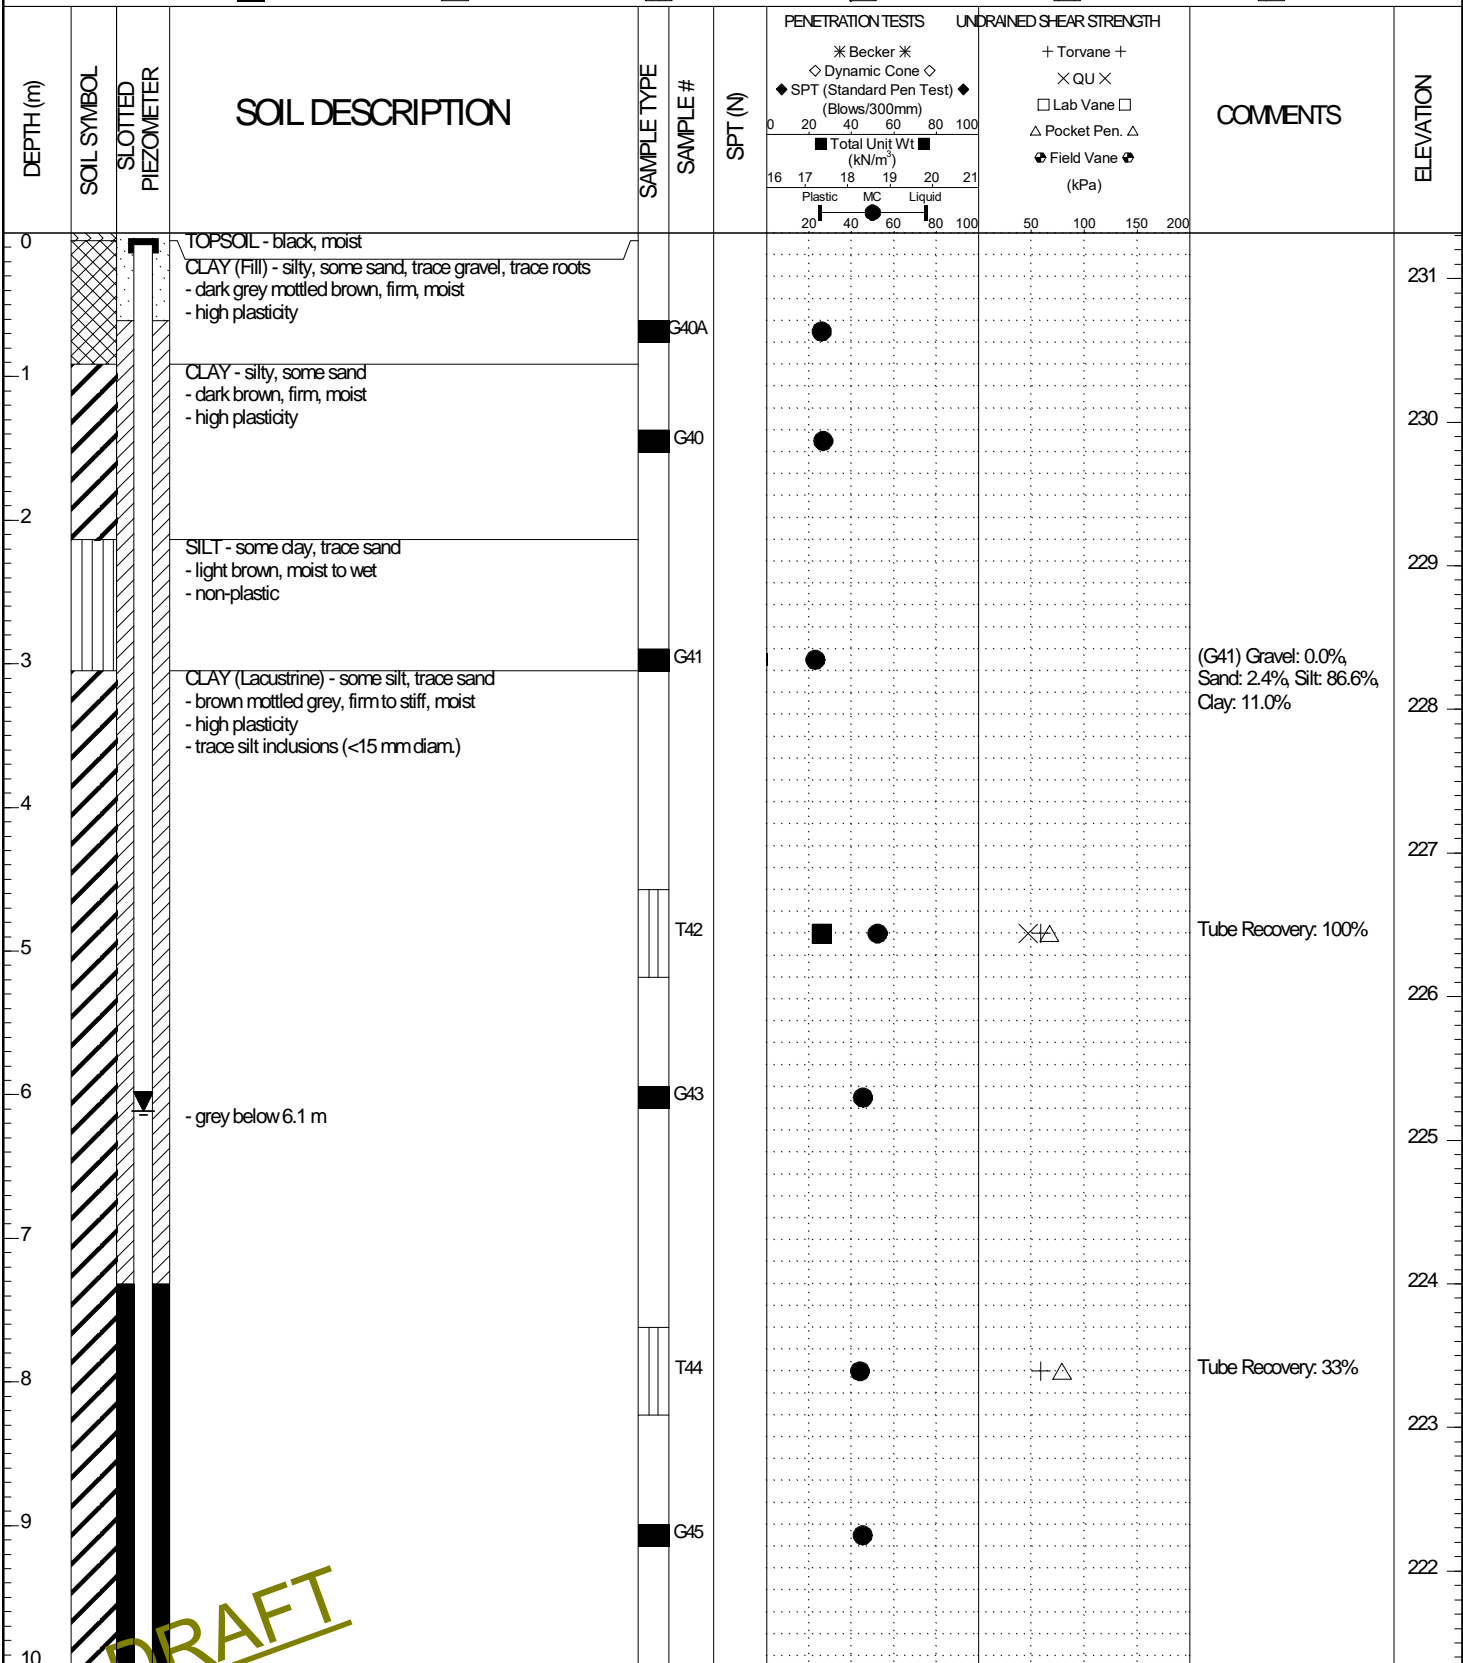 DEPTH (m)
SOIL SYMBOL
SLOTTED
PIEZOMETER
SOIL DESCRIPTION
SAMPLE TYPE
SAMPLE #
SPT (N)
PENETRATION TESTS
✳ Becker ✳
◇ Dynamic Cone ◇
◆ SPT (Standard Pen Test) ◆
(Blows/300mm)
0 20 40 60 80 100
■ Total Unit Wt ■
(kN/m³)
16 17 18 19 20 21
Plastic MC Liquid
20 40 60 80 100
UNDRAINED SHEAR STRENGTH
+ Torvane +
× QU ×
□ Lab Vane □
△ Pocket Pen. △
Field Vane
(kPa)
50 100 150 200
COMMENTS
ELEVATION
0
TOPSOIL - black, moist
CLAY (Fill) - silty, some sand, trace gravel, trace roots
- dark grey mottled brown, firm, moist
- high plasticity
231
G40A
1
CLAY - silty, some sand
- dark brown, firm, moist
- high plasticity
230
G40
2
SILT - some clay, trace sand
- light brown, moist to wet
- non-plastic
229
3
G41
(G41) Gravel: 0.0%,
Sand: 2.4%, Silt: 86.6%,
Clay: 11.0%
CLAY (Lacustrine) - some silt, trace sand
- brown mottled grey, firm to stiff, moist
- high plasticity
- trace silt inclusions (<15 mm diam.)
228
4
227
T42
Tube Recovery: 100%
5
226
6
G43
- grey below 6.1 m
225
7
224
T44
Tube Recovery: 33%
8
223
9
G45
222
10
DRAFT